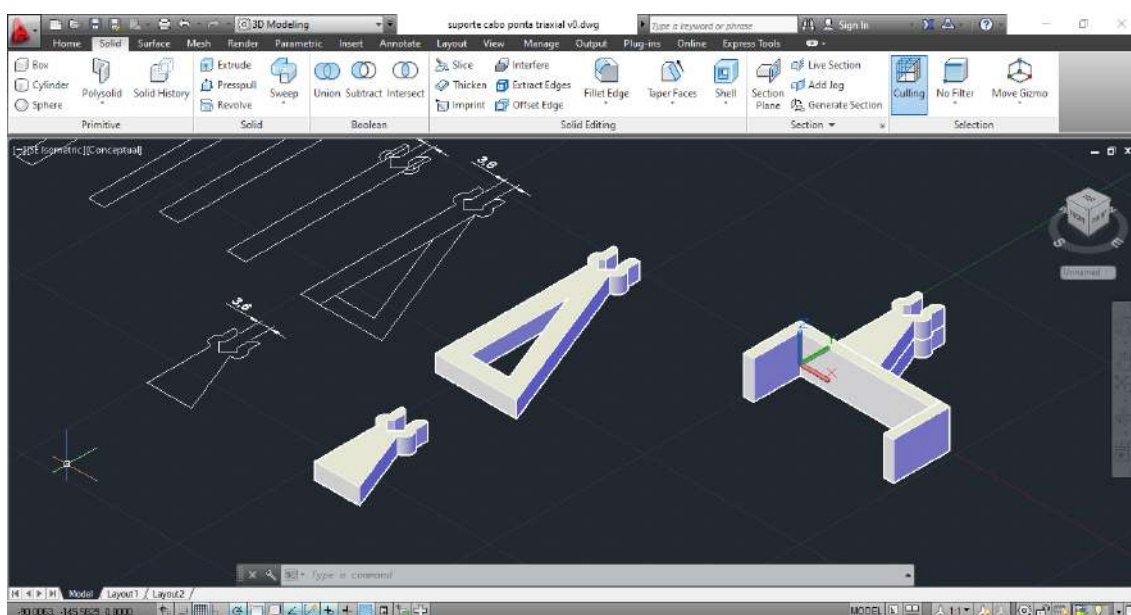 3D Modeling
suporte cabo ponta triaxial v0.dwg
Type a keyword or phrase
Sign In
Home Solid Surface Mesh Render Parametric Insert Annotate Layout View Manage Output Plug-ins Online Express Tools
Box
Cylinder
Sphere
Polysolid
Solid History
Extrude
Presspull
Revolve
Sweep
Union Subtract Intersect
Slice
Thicken
Imprint
Interfere
Extract Edges
Offset Edge
Fillet Edge
Taper Faces
Shell
Section Plane
Live Section
Add Jog
Generate Section
Culling
No Filter
Move Gizmo
Primitive
Solid
Boolean
Solid Editing
Section
Selection
[-][SE Isometric][Conceptual]
3,6
3,6
TOP
S
E
Unnamed
Z
Y
X
Type a command
Model Layout1 Layout2
MODEL
1:1